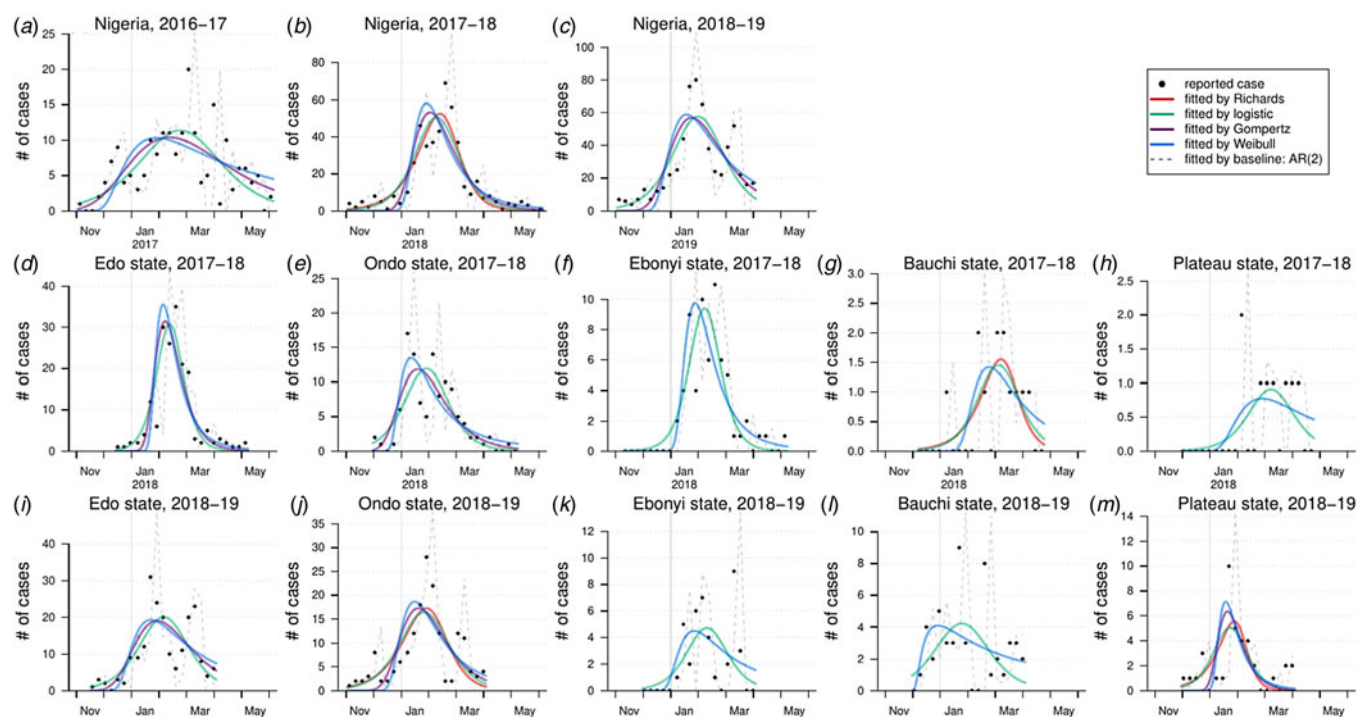 (a) Nigeria, 2016−17
# of cases
25
20
15
10
5
0
Nov Jan Mar May
2017
(b) Nigeria, 2017−18
# of cases
80
60
40
20
0
Nov Jan Mar May
2018
(c) Nigeria, 2018−19
# of cases
100
80
60
40
20
0
Nov Jan Mar May
2019
reported case
fitted by Richards
fitted by logistic
fitted by Gompertz
fitted by Weibull
fitted by baseline: AR(2)
(d) Edo state, 2017−18
# of cases
40
30
20
10
0
Nov Jan Mar May
2018
(e) Ondo state, 2017−18
# of cases
25
20
15
10
5
0
Nov Jan Mar May
2018
(f) Ebonyi state, 2017−18
# of cases
10
8
6
4
2
0
Nov Jan Mar May
2018
(g) Bauchi state, 2017−18
# of cases
3.0
2.5
2.0
1.5
1.0
0.5
0.0
Nov Jan Mar May
2018
(h) Plateau state, 2017−18
# of cases
2.5
2.0
1.5
1.0
0.5
0.0
Nov Jan Mar May
2018
(i) Edo state, 2018−19
# of cases
50
40
30
20
10
0
Nov Jan Mar May
(j) Ondo state, 2018−19
# of cases
35
30
25
20
15
10
5
0
Nov Jan Mar May
(k) Ebonyi state, 2018−19
# of cases
12
10
8
6
4
2
0
Nov Jan Mar May
(l) Bauchi state, 2018−19
# of cases
12
10
8
6
4
2
0
Nov Jan Mar May
(m) Plateau state, 2018−19
# of cases
14
12
10
8
6
4
2
0
Nov Jan Mar May